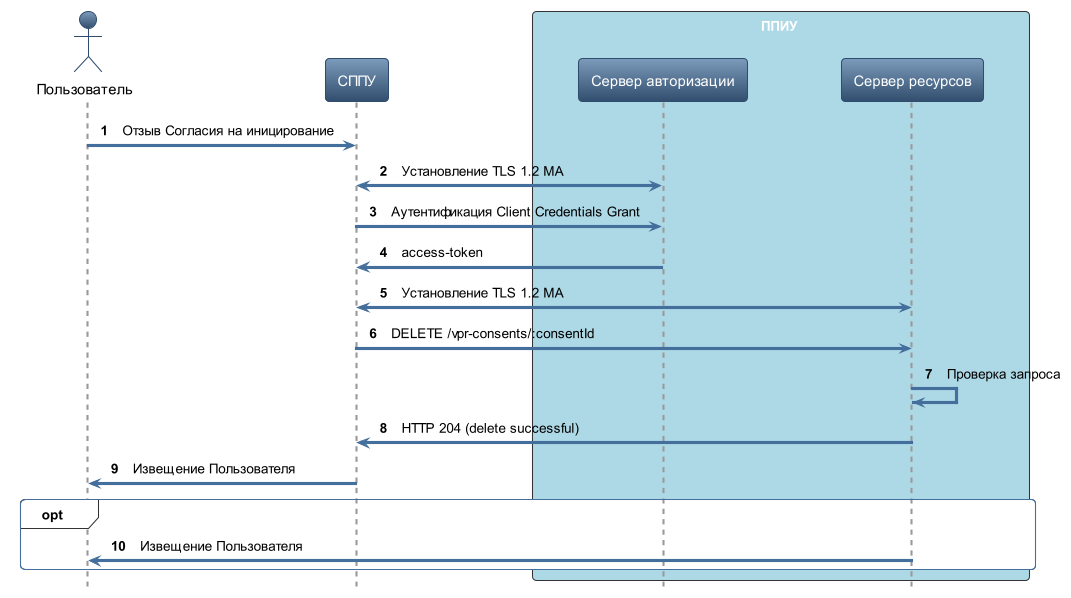 ППИУ
Пользователь
СППУ
Сервер авторизации
Сервер ресурсов
1 Отзыв Согласия на иницирование
2 Установление TLS 1.2 MA
3 Аутентификация Client Credentials Grant
4 access-token
5 Установление TLS 1.2 MA
6 DELETE /vpr-consents/:consentId
7 Проверка запроса
8 HTTP 204 (delete successful)
9 Извещение Пользователя
opt
10 Извещение Пользователя